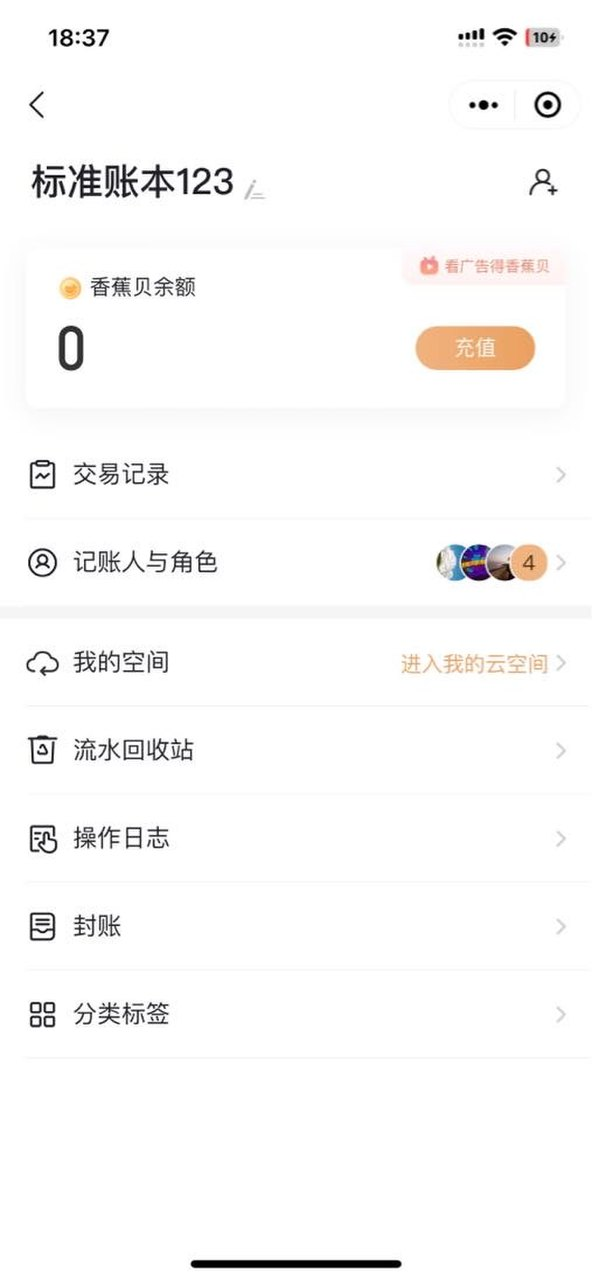 18:37
10
标准账本123
看广告得香蕉贝
香蕉贝余额
0
充值
交易记录
记账人与角色
4
我的空间
进入我的云空间
流水回收站
操作日志
封账
分类标签